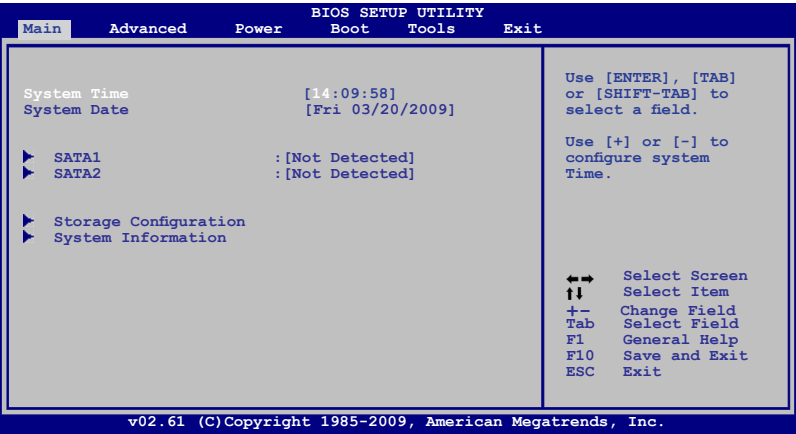 BIOS SETUP UTILITY
Main Advanced Power Boot Tools Exit
System Time [14:09:58]
System Date [Fri 03/20/2009]
SATA1 :[Not Detected]
SATA2 :[Not Detected]
Storage Configuration
System Information
Use [ENTER], [TAB]
or [SHIFT-TAB] to
select a field.
Use [+] or [-] to
configure system
Time.
←→ Select Screen
↑↓ Select Item
+- Change Field
Tab Select Field
F1 General Help
F10 Save and Exit
ESC Exit
v02.61 (C)Copyright 1985-2009, American Megatrends, Inc.